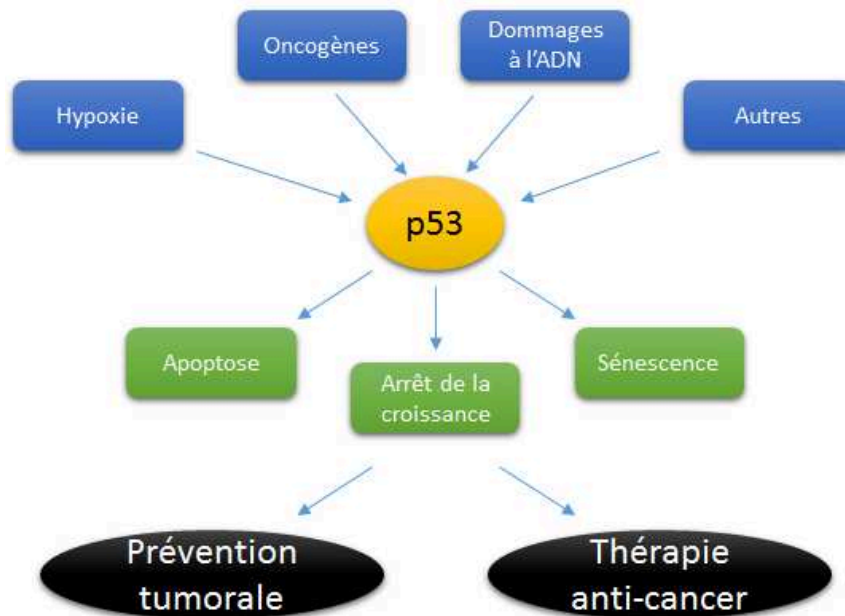 Oncogènes
Dommages
à l'ADN
Hypoxie
Autres
p53
Apoptose
Arrêt de la
croissance
Sénescence
Prévention
tumorale
Thérapie
anti-cancer